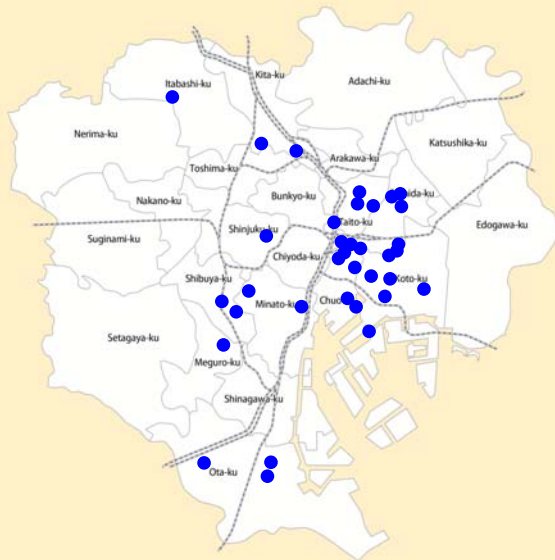 Kita-ku
Itabashi-ku
Adachi-ku
Nerima-ku
Katsushika-ku
Arakawa-ku
Toshima-ku
ida-ku
Nakano-ku
Bunkyo-ku
Taito-ku
Edogawa-ku
Shinjuku-ku
Suginami-ku
Chiyoda-ku
Shibuya-ku
Koto-ku
Minato-ku
Chuo
Setagaya-ku
Meguro-ku
Shinagawa-ku
Ota-ku